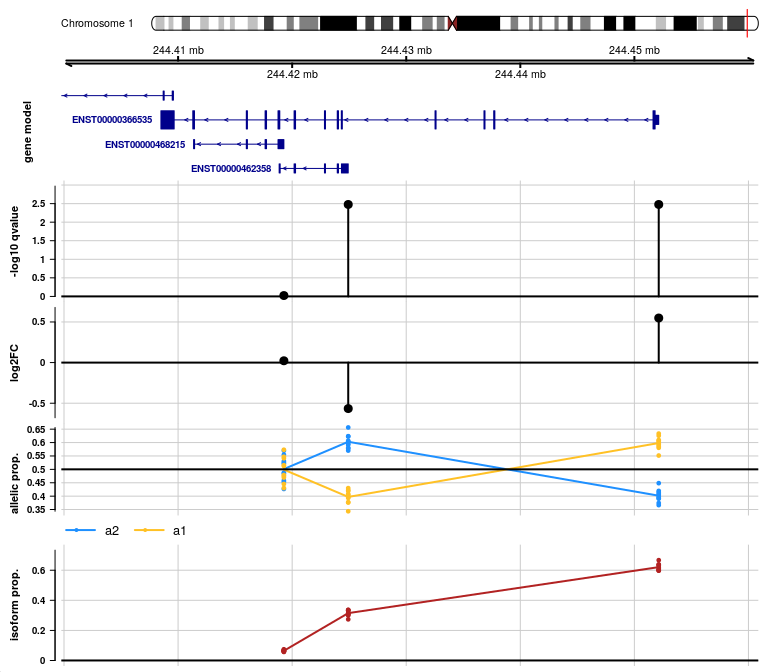 Chromosome 1
244.41 mb
244.43 mb
244.45 mb
244.42 mb
244.44 mb
gene model
ENST00000366535
ENST00000468215
ENST00000462358
-log10 qvalue
2.5
2
1.5
1
0.5
0
log2FC
0.5
0
-0.5
allelic prop.
0.65
0.6
0.55
0.5
0.45
0.4
0.35
a2
a1
isoform prop.
0.6
0.4
0.2
0